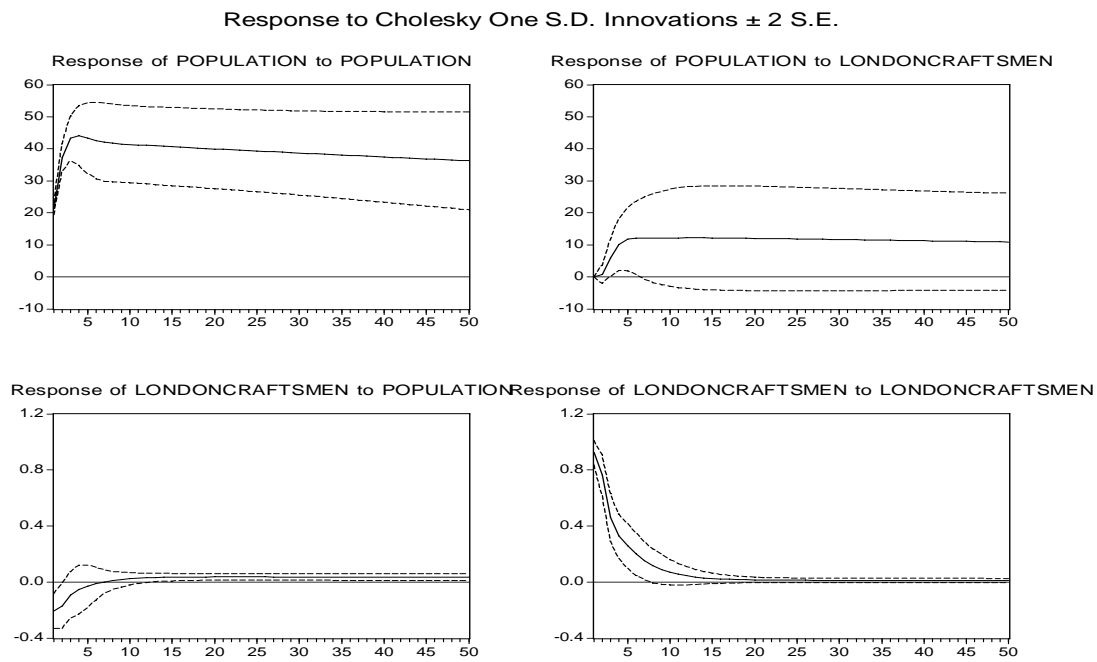 Response to Cholesky One S.D. Innovations ± 2 S.E.
Response of POPULATION to POPULATION
60
50
40
30
20
10
0
-10
5 10 15 20 25 30 35 40 45 50
Response of POPULATION to LONDONCRAFTSMEN
60
50
40
30
20
10
0
-10
5 10 15 20 25 30 35 40 45 50
Response of LONDONCRAFTSMEN to POPULATION
1.2
0.8
0.4
0.0
-0.4
5 10 15 20 25 30 35 40 45 50
Response of LONDONCRAFTSMEN to LONDONCRAFTSMEN
1.2
0.8
0.4
0.0
-0.4
5 10 15 20 25 30 35 40 45 50